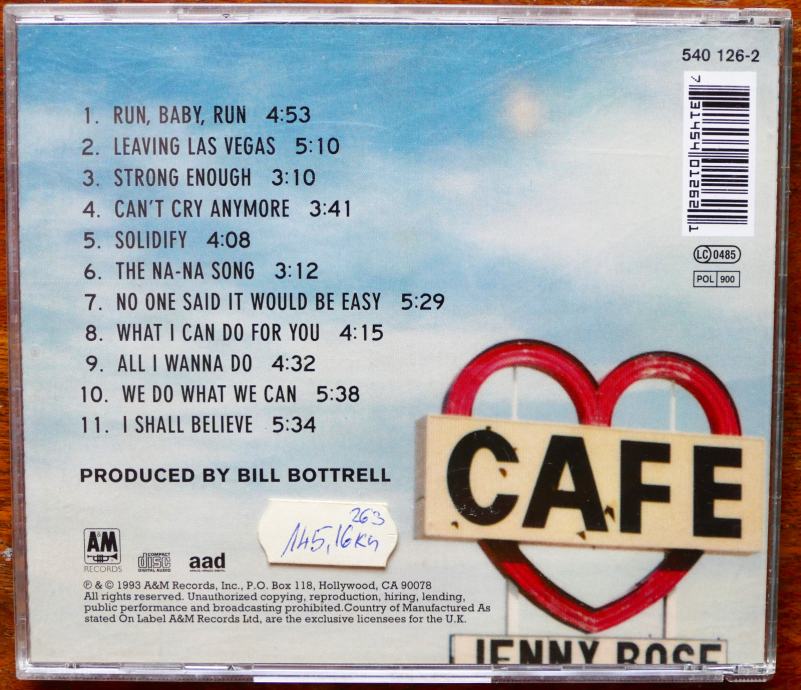 540 126-2
7 31454 01262 1
LC 0485
POL 900
1. RUN, BABY, RUN 4:53
2. LEAVING LAS VEGAS 5:10
3. STRONG ENOUGH 3:10
4. CAN'T CRY ANYMORE 3:41
5. SOLIDIFY 4:08
6. THE NA-NA SONG 3:12
7. NO ONE SAID IT WOULD BE EASY 5:29
8. WHAT I CAN DO FOR YOU 4:15
9. ALL I WANNA DO 4:32
10. WE DO WHAT WE CAN 5:38
11. I SHALL BELIEVE 5:34
CAFE
JENNY ROSE
PRODUCED BY BILL BOTTRELL
263
145,16 kn
A&M
RECORDS
COMPACT
disc
DIGITAL AUDIO
aad
℗ & © 1993 A&M Records, Inc., P.O. Box 118, Hollywood, CA 90078
All rights reserved. Unauthorized copying, reproduction, hiring, lending,
public performance and broadcasting prohibited.Country of Manufactured As
stated On Label A&M Records Ltd, are the exclusive licensees for the U.K.